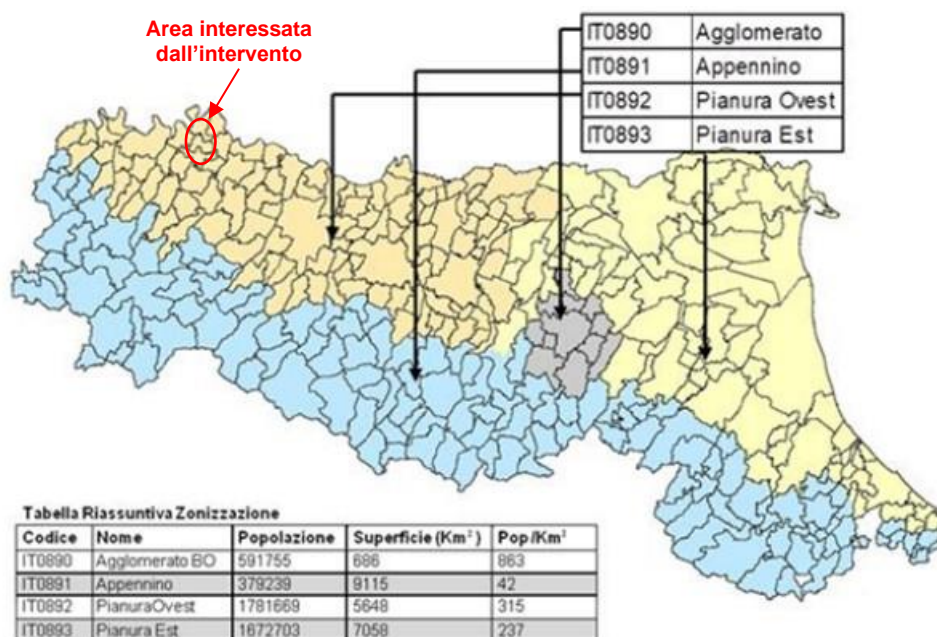 Area interessata
dall'intervento
IT0890 Agglomerato
IT0891 Appennino
IT0892 Pianura Ovest
IT0893 Pianura Est
Tabella Riassuntiva Zonizzazione
Codice Nome Popolazione Superficie (Km²) Pop/Km²
IT0890 Agglomerato BO 591755 686 863
IT0891 Appennino 379239 9115 42
IT0892 PianuraOvest 1781669 5648 315
IT0893 Pianura Est 1672703 7058 237